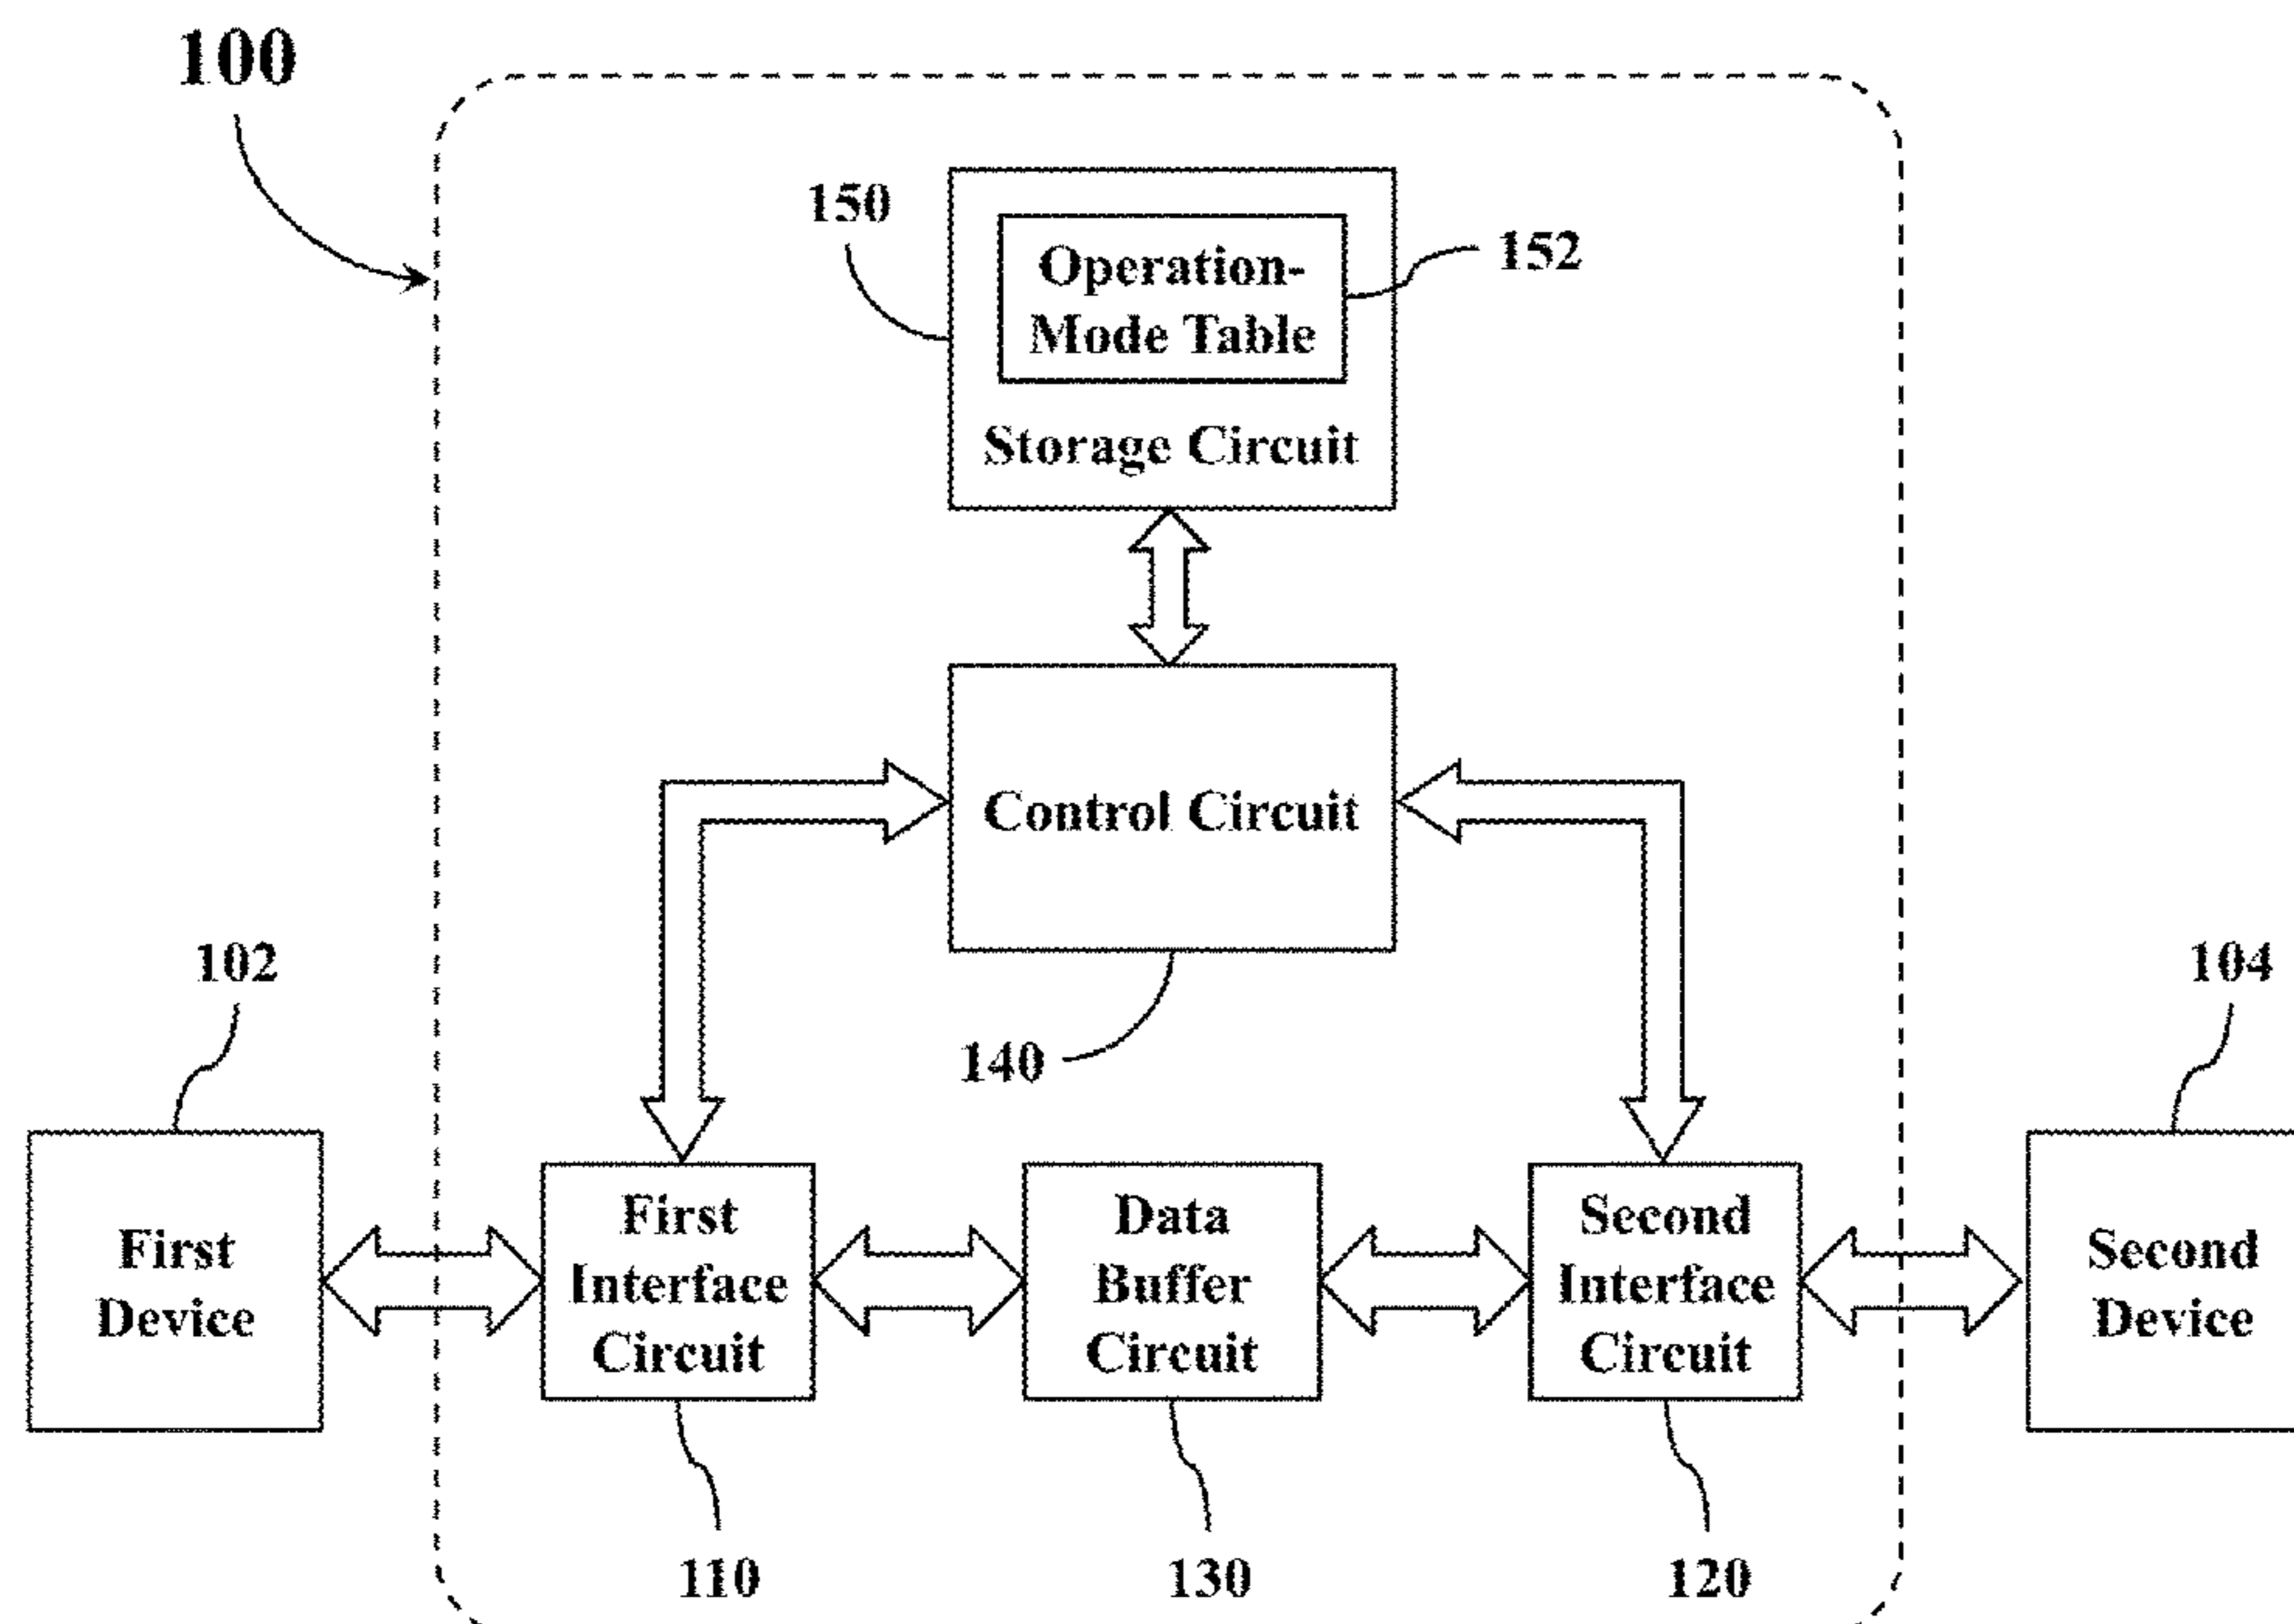 100
150
Operation-
Mode Table
152
Storage Circuit
Control Circuit
140
102
104
First
Device
First
Interface
Circuit
Data
Buffer
Circuit
Second
Interface
Circuit
Second
Device
110
130
120